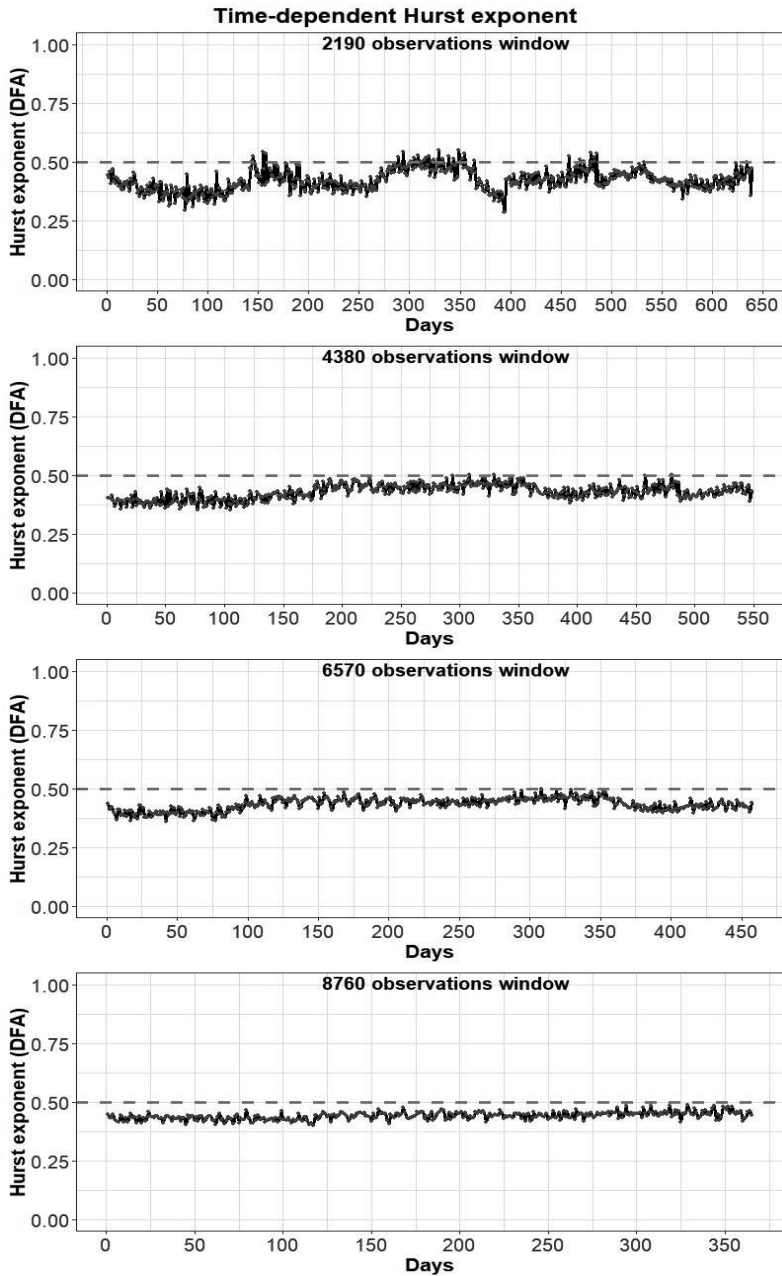 Time-dependent Hurst exponent
2190 observations window
Hurst exponent (DFA)
1.00
0.75
0.50
0.25
0.00
0 50 100 150 200 250 300 350 400 450 500 550 600 650
Days
4380 observations window
Hurst exponent (DFA)
1.00
0.75
0.50
0.25
0.00
0 50 100 150 200 250 300 350 400 450 500 550
Days
6570 observations window
Hurst exponent (DFA)
1.00
0.75
0.50
0.25
0.00
0 50 100 150 200 250 300 350 400 450
Days
8760 observations window
Hurst exponent (DFA)
1.00
0.75
0.50
0.25
0.00
0 50 100 150 200 250 300 350
Days